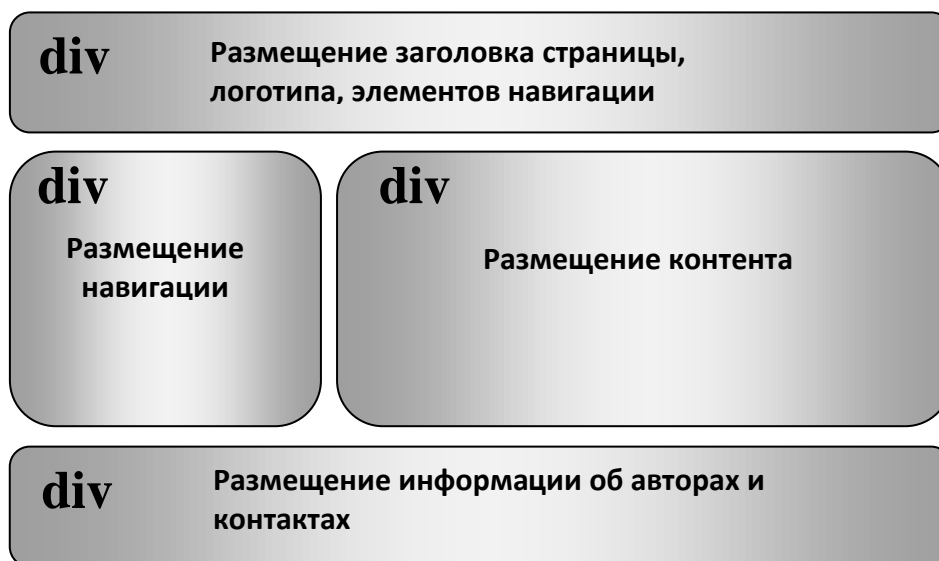 div
Размещение заголовка страницы,
логотипа, элементов навигации
div
Размещение
навигации
div
Размещение контента
div
Размещение информации об авторах и
контактах